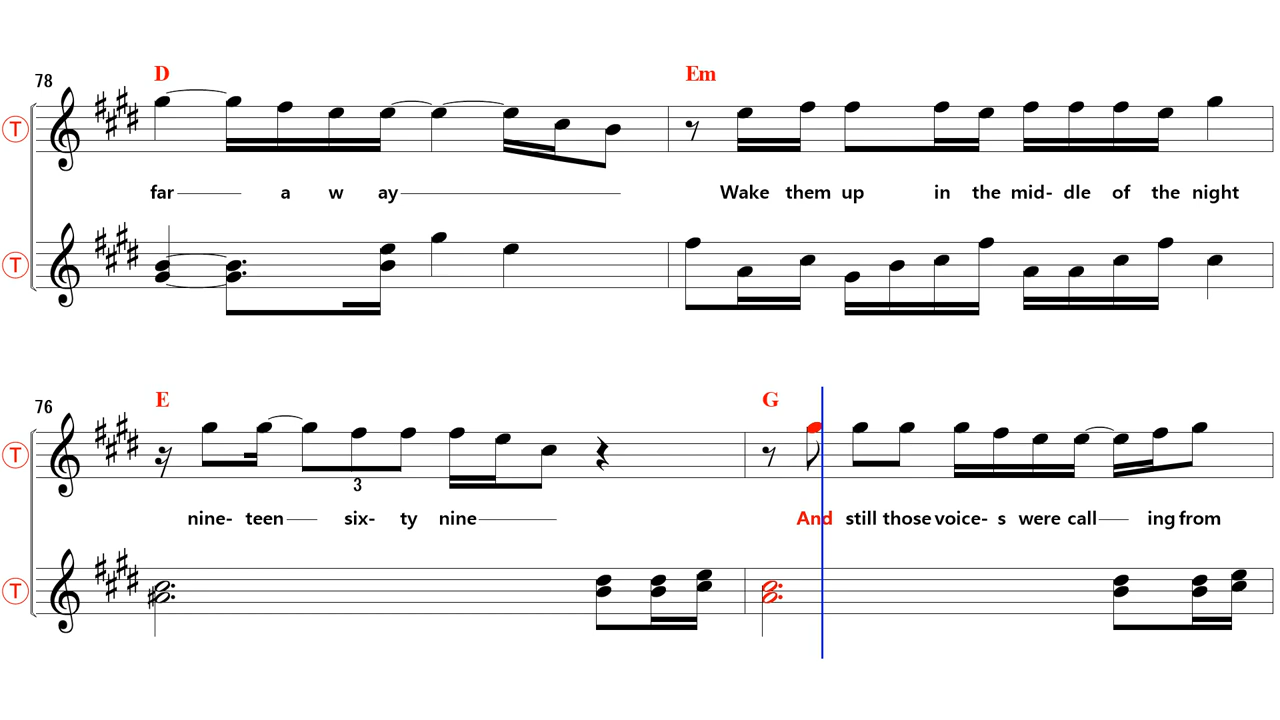 78
D Em
T
far a w ay Wake them up in the mid- dle of the night
T
76
E G
T
3
nine- teen six- ty nine And still those voice- s were call ing from
T